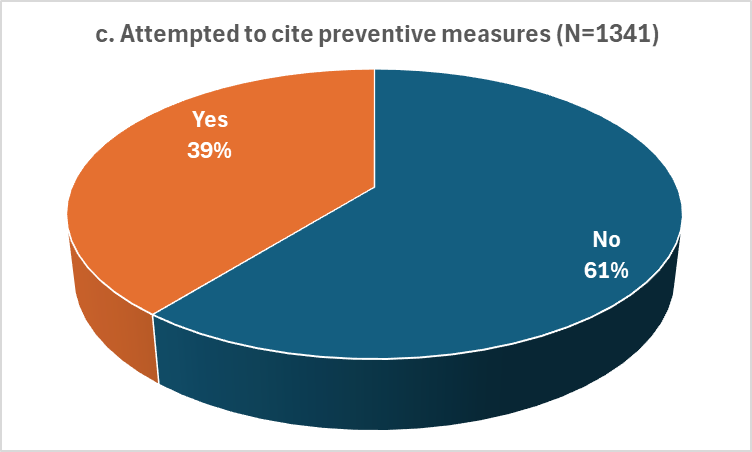 c. Attempted to cite preventive measures (N=1341)
Yes
39%
No
61%